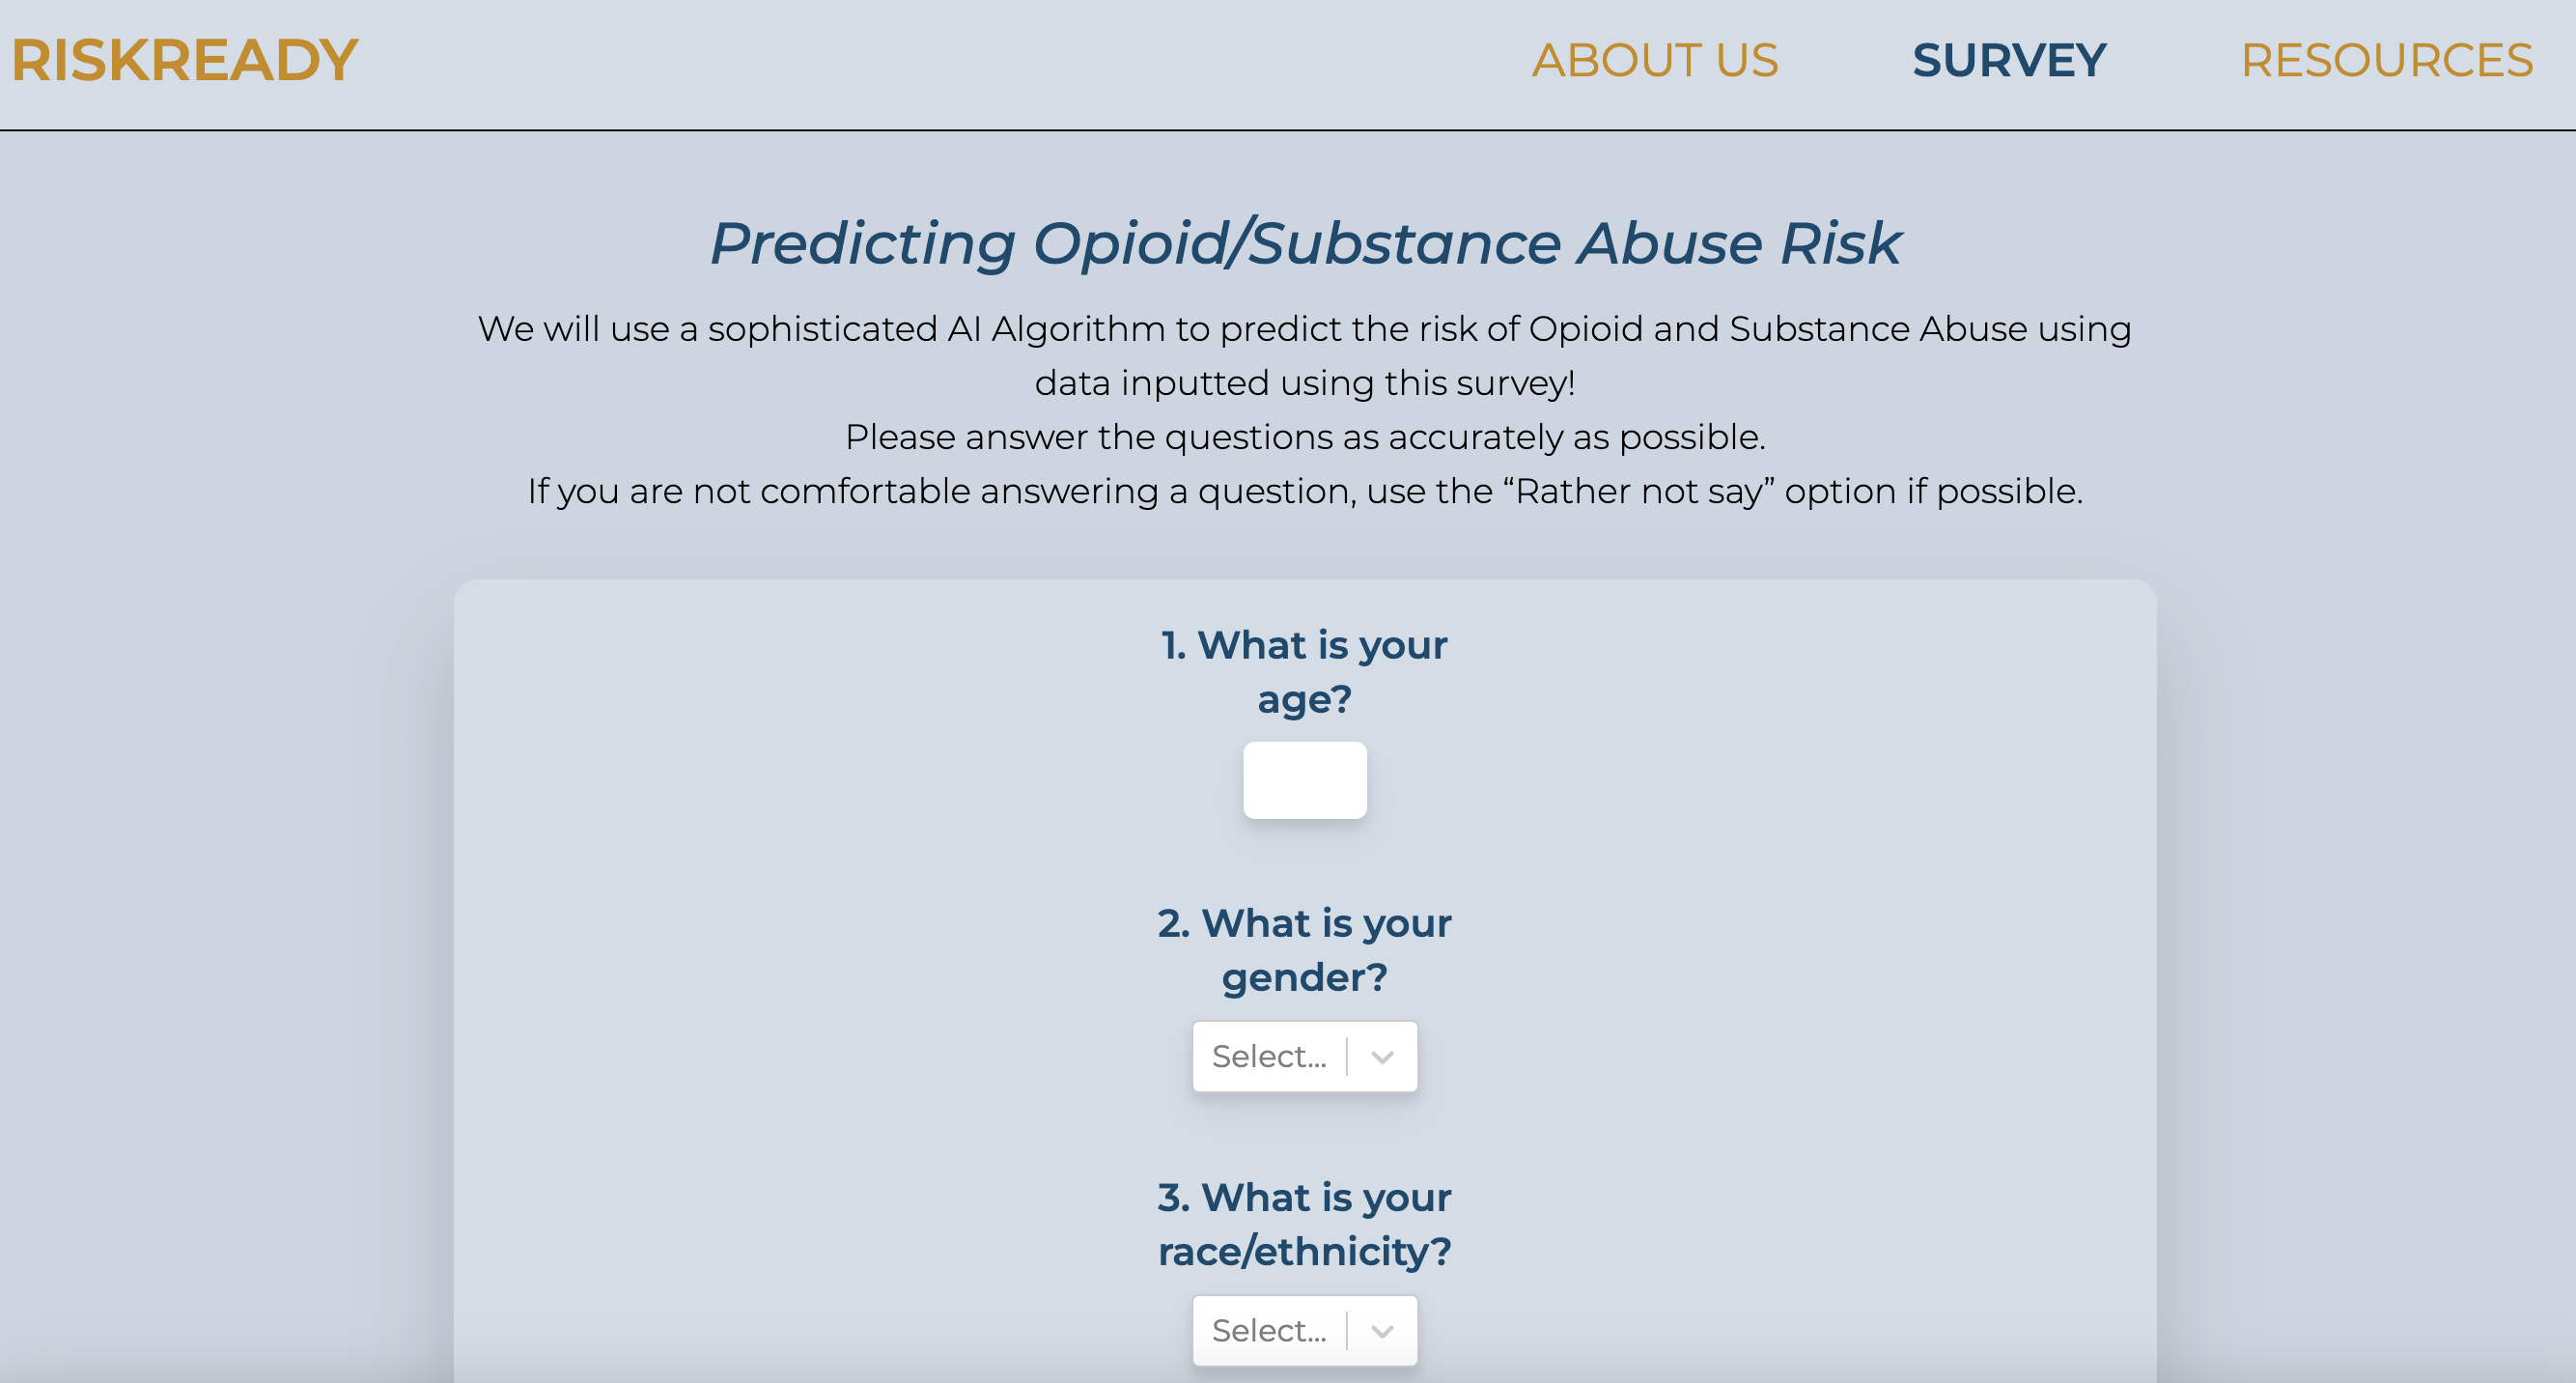 RISKREADY
ABOUT US
SURVEY
RESOURCES
Predicting Opioid/Substance Abuse Risk
We will use a sophisticated AI Algorithm to predict the risk of Opioid and Substance Abuse using
data inputted using this survey!
Please answer the questions as accurately as possible.
If you are not comfortable answering a question, use the “Rather not say” option if possible.
1. What is your
age?
2. What is your
gender?
Select...
3. What is your
race/ethnicity?
Select...